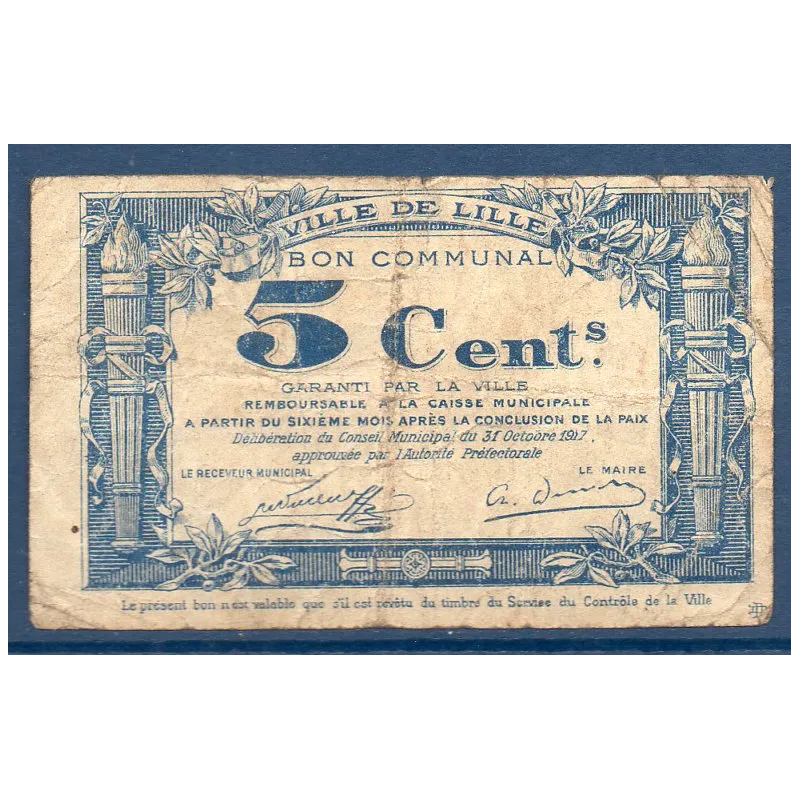 VILLE DE LILLE
BON COMMUNAL
5 Cent.s
GARANTI PAR LA VILLE
REMBOURSABLE A LA CAISSE MUNICIPALE
A PARTIR DU SIXIÈME MOIS APRÈS LA CONCLUSION DE LA PAIX
Délibération du Conseil Municipal du 31 Octobre 1917,
approuvée par l'Autorité Préfectorale
LE RECEVEUR MUNICIPAL
LE MAIRE
Le présent bon n'est valable que s'il est revêtu du timbre du Service du Contrôle de la Ville